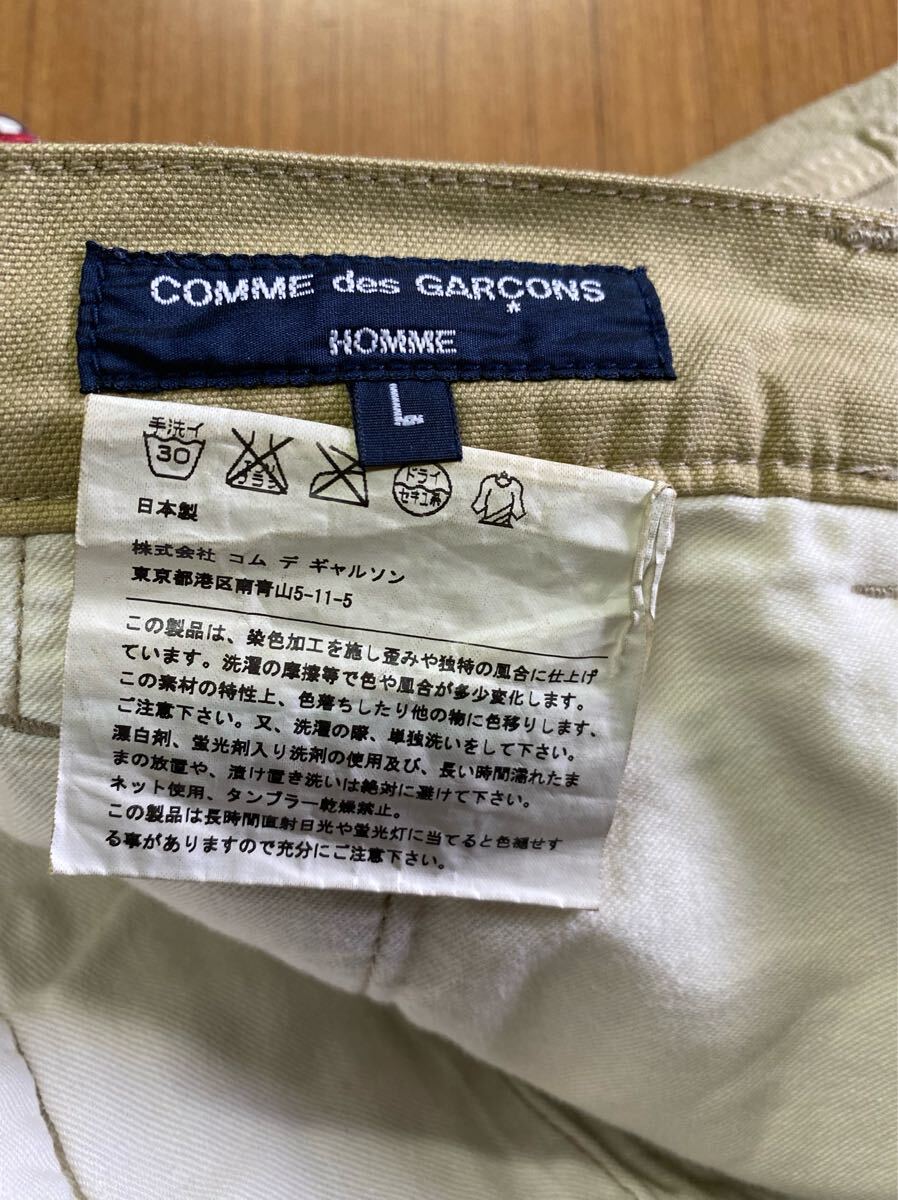 COMME des GARÇONS
*
HOMME
L
手洗イ
30
エンソ
サラシ
ドライ
セキユ系
日本製
株式会社 コム デ ギャルソン
東京都港区南青山5-11-5
この製品は、染色加工を施し歪みや独特の風合に仕上げ
ています。洗濯の摩擦等で色や風合が多少変化します。
この素材の特性上、色落ちしたり他の物に色移りします、
ご注意下さい。又、洗濯の際、単独洗いをして下さい。
漂白剤、蛍光剤入り洗剤の使用及び、長い時間濡れたま
まの放置や、漬け置き洗いは絶対に避けて下さい。
ネット使用、タンブラー乾燥禁止。
この製品は長時間直射日光や蛍光灯に当てると色褪せす
る事がありますので充分にご注意下さい。